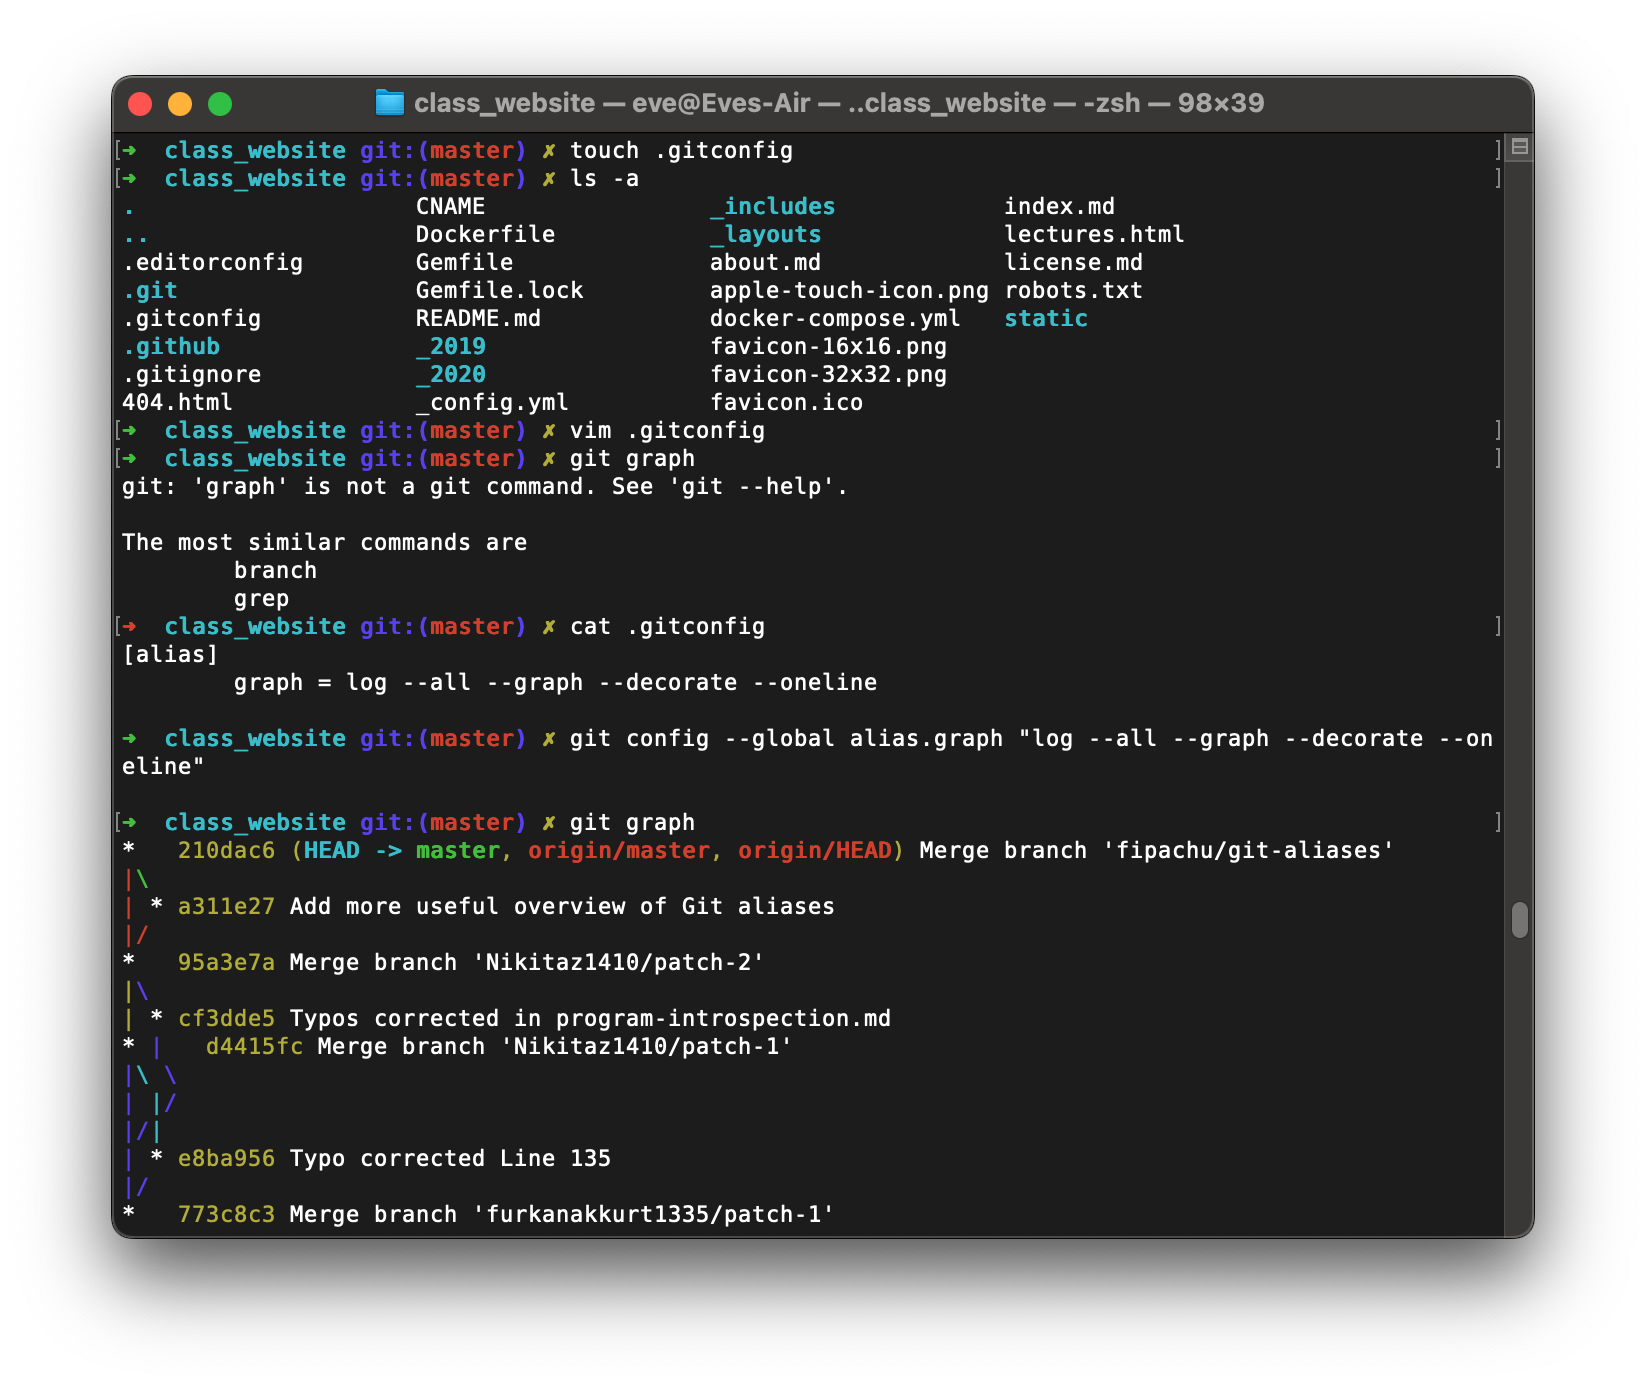 class_website — eve@Eves-Air — ..class_website — -zsh — 98×39
[➜  class_website git:(master) ✗ touch .gitconfig ]
[➜  class_website git:(master) ✗ ls -a ]
.                    CNAME                _includes            index.md
..                   Dockerfile           _layouts             lectures.html
.editorconfig        Gemfile              about.md             license.md
.git                 Gemfile.lock         apple-touch-icon.png robots.txt
.gitconfig           README.md            docker-compose.yml   static
.github              _2019                favicon-16x16.png
.gitignore           _2020                favicon-32x32.png
404.html             _config.yml          favicon.ico
[➜  class_website git:(master) ✗ vim .gitconfig ]
[➜  class_website git:(master) ✗ git graph ]
git: 'graph' is not a git command. See 'git --help'.

The most similar commands are
        branch
        grep
[➜  class_website git:(master) ✗ cat .gitconfig ]
[alias]
        graph = log --all --graph --decorate --oneline

➜  class_website git:(master) ✗ git config --global alias.graph "log --all --graph --decorate --on
eline"

[➜  class_website git:(master) ✗ git graph ]
*   210dac6 (HEAD -> master, origin/master, origin/HEAD) Merge branch 'fipachu/git-aliases'
|\
| * a311e27 Add more useful overview of Git aliases
|/
*   95a3e7a Merge branch 'Nikitaz1410/patch-2'
|\
| * cf3dde5 Typos corrected in program-introspection.md
* |   d4415fc Merge branch 'Nikitaz1410/patch-1'
|\ \
| |/
|/|
| * e8ba956 Typo corrected Line 135
|/
*   773c8c3 Merge branch 'furkanakkurt1335/patch-1'